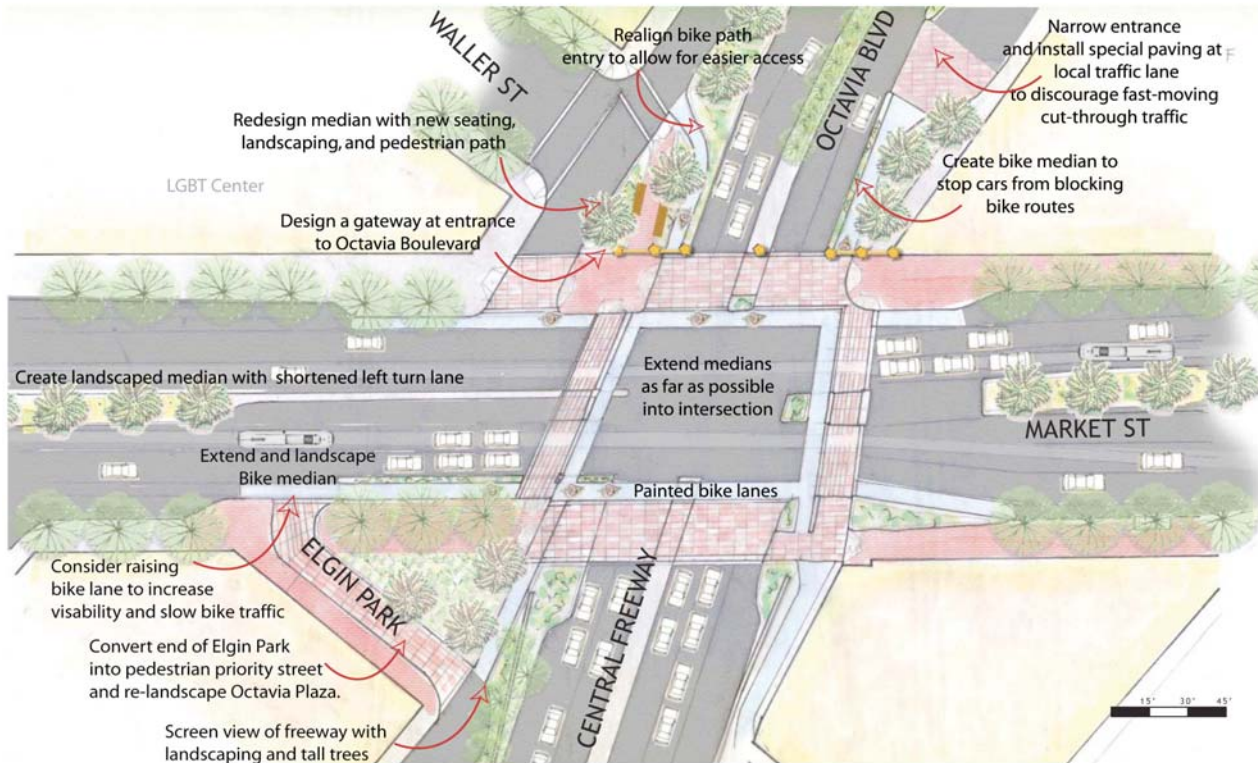 WALLER ST
Realign bike path
entry to allow for easier access
OCTAVIA BLVD
Narrow entrance
and install special paving at
local traffic lane
to discourage fast-moving
cut-through traffic
F
Redesign median with new seating,
landscaping, and pedestrian path
LGBT Center
Create bike median to
stop cars from blocking
bike routes
Design a gateway at entrance
to Octavia Boulevard
Create landscaped median with shortened left turn lane
Extend medians
as far as possible
into intersection
MARKET ST
Extend and landscape
Bike median
Painted bike lanes
ELGIN PARK
Consider raising
bike lane to increase
visability and slow bike traffic
Convert end of Elgin Park
into pedestrian priority street
and re-landscape Octavia Plaza.
CENTRAL FREEWAY
Screen view of freeway with
landscaping and tall trees
15' 30' 45'